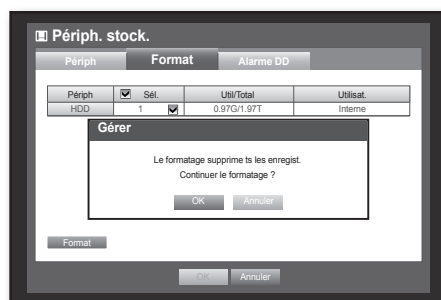 Périph. stock.
Périph Format Alarme DD
Périph Sél. Util/Total Utilisat.
HDD 1 0.97G/1.97T Interne
Gérer
Le formatage supprime ts les enregist.
Continuer le formatage ?
OK Annuler
Format
OK Annuler